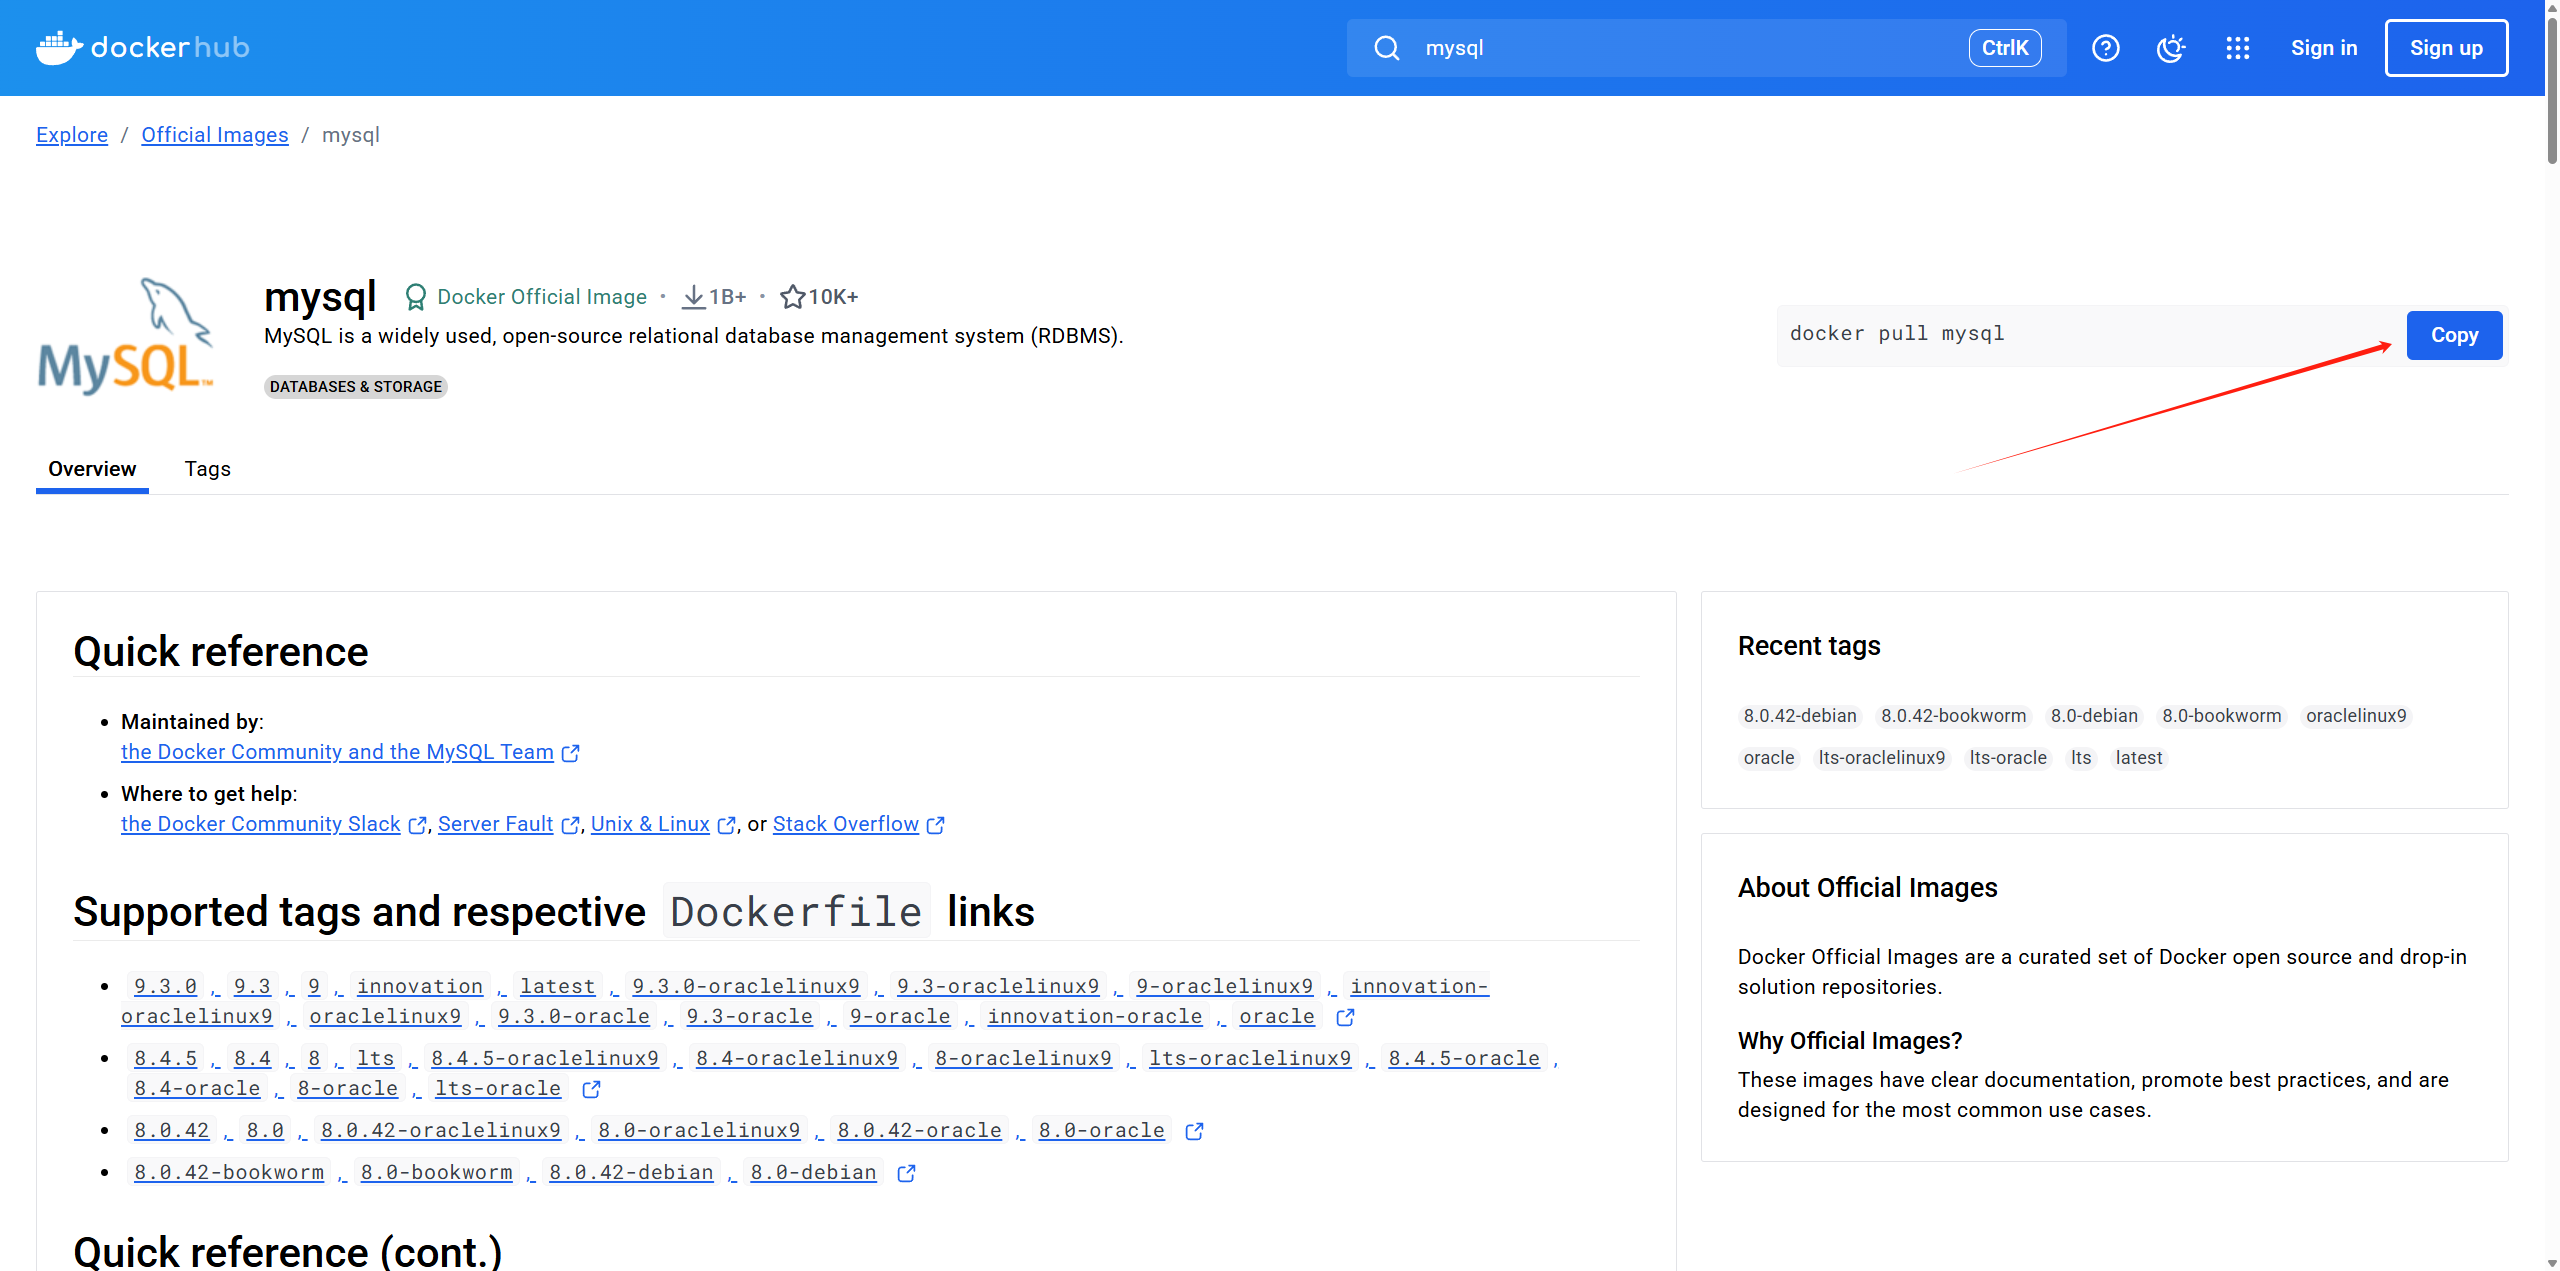 dockerhub
mysql
CtrlK
Sign in
Sign up
Explore / Official Images / mysql
MySQL™
mysql Docker Official Image • 1B+ • 10K+
MySQL is a widely used, open-source relational database management system (RDBMS).
DATABASES & STORAGE
docker pull mysql
Copy
Overview
Tags
Quick reference
• Maintained by:
the Docker Community and the MySQL Team
• Where to get help:
the Docker Community Slack , Server Fault , Unix & Linux , or Stack Overflow
Supported tags and respective Dockerfile links
• 9.3.0 , 9.3 , 9 , innovation , latest , 9.3.0-oraclelinux9 , 9.3-oraclelinux9 , 9-oraclelinux9 , innovation-
oraclelinux9 , oraclelinux9 , 9.3.0-oracle , 9.3-oracle , 9-oracle , innovation-oracle , oracle
• 8.4.5 , 8.4 , 8 , lts , 8.4.5-oraclelinux9 , 8.4-oraclelinux9 , 8-oraclelinux9 , lts-oraclelinux9 , 8.4.5-oracle ,
8.4-oracle , 8-oracle , lts-oracle
• 8.0.42 , 8.0 , 8.0.42-oraclelinux9 , 8.0-oraclelinux9 , 8.0.42-oracle , 8.0-oracle
• 8.0.42-bookworm , 8.0-bookworm , 8.0.42-debian , 8.0-debian
Quick reference (cont.)
Recent tags
8.0.42-debian 8.0.42-bookworm 8.0-debian 8.0-bookworm oraclelinux9
oracle lts-oraclelinux9 lts-oracle lts latest
About Official Images
Docker Official Images are a curated set of Docker open source and drop-in
solution repositories.
Why Official Images?
These images have clear documentation, promote best practices, and are
designed for the most common use cases.